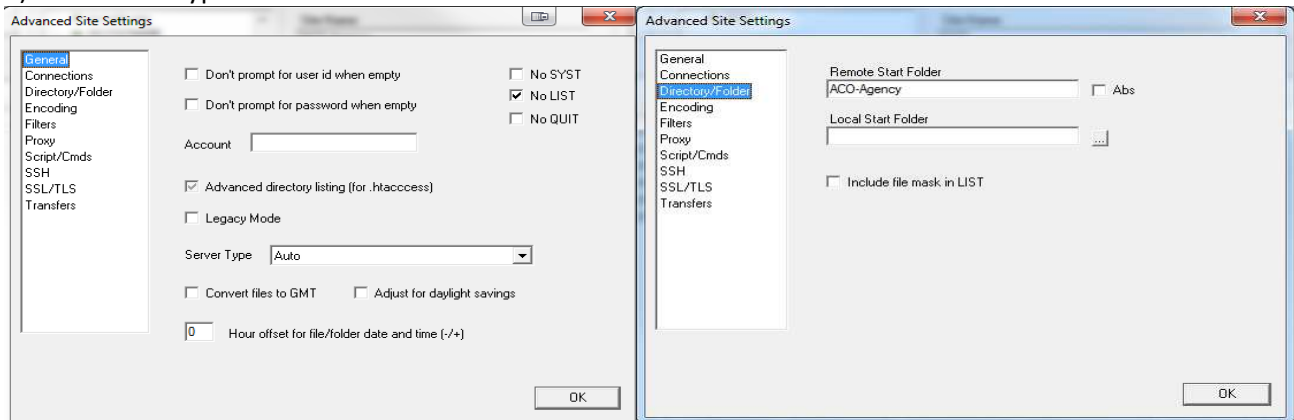 Advanced Site Settings
General
Connections
Directory/Folder
Encoding
Filters
Proxy
Script/Cmds
SSH
SSL/TLS
Transfers
Don't prompt for user id when empty
Don't prompt for password when empty
No SYST
No LIST
No QUIT
Account
Advanced directory listing (for .htacccess)
Legacy Mode
Server Type Auto
Convert files to GMT Adjust for daylight savings
0 Hour offset for file/folder date and time (-/+)
OK
Advanced Site Settings
General
Connections
Directory/Folder
Encoding
Filters
Proxy
Script/Cmds
SSH
SSL/TLS
Transfers
Remote Start Folder
ACO-Agency Abs
Local Start Folder
...
Include file mask in LIST
OK